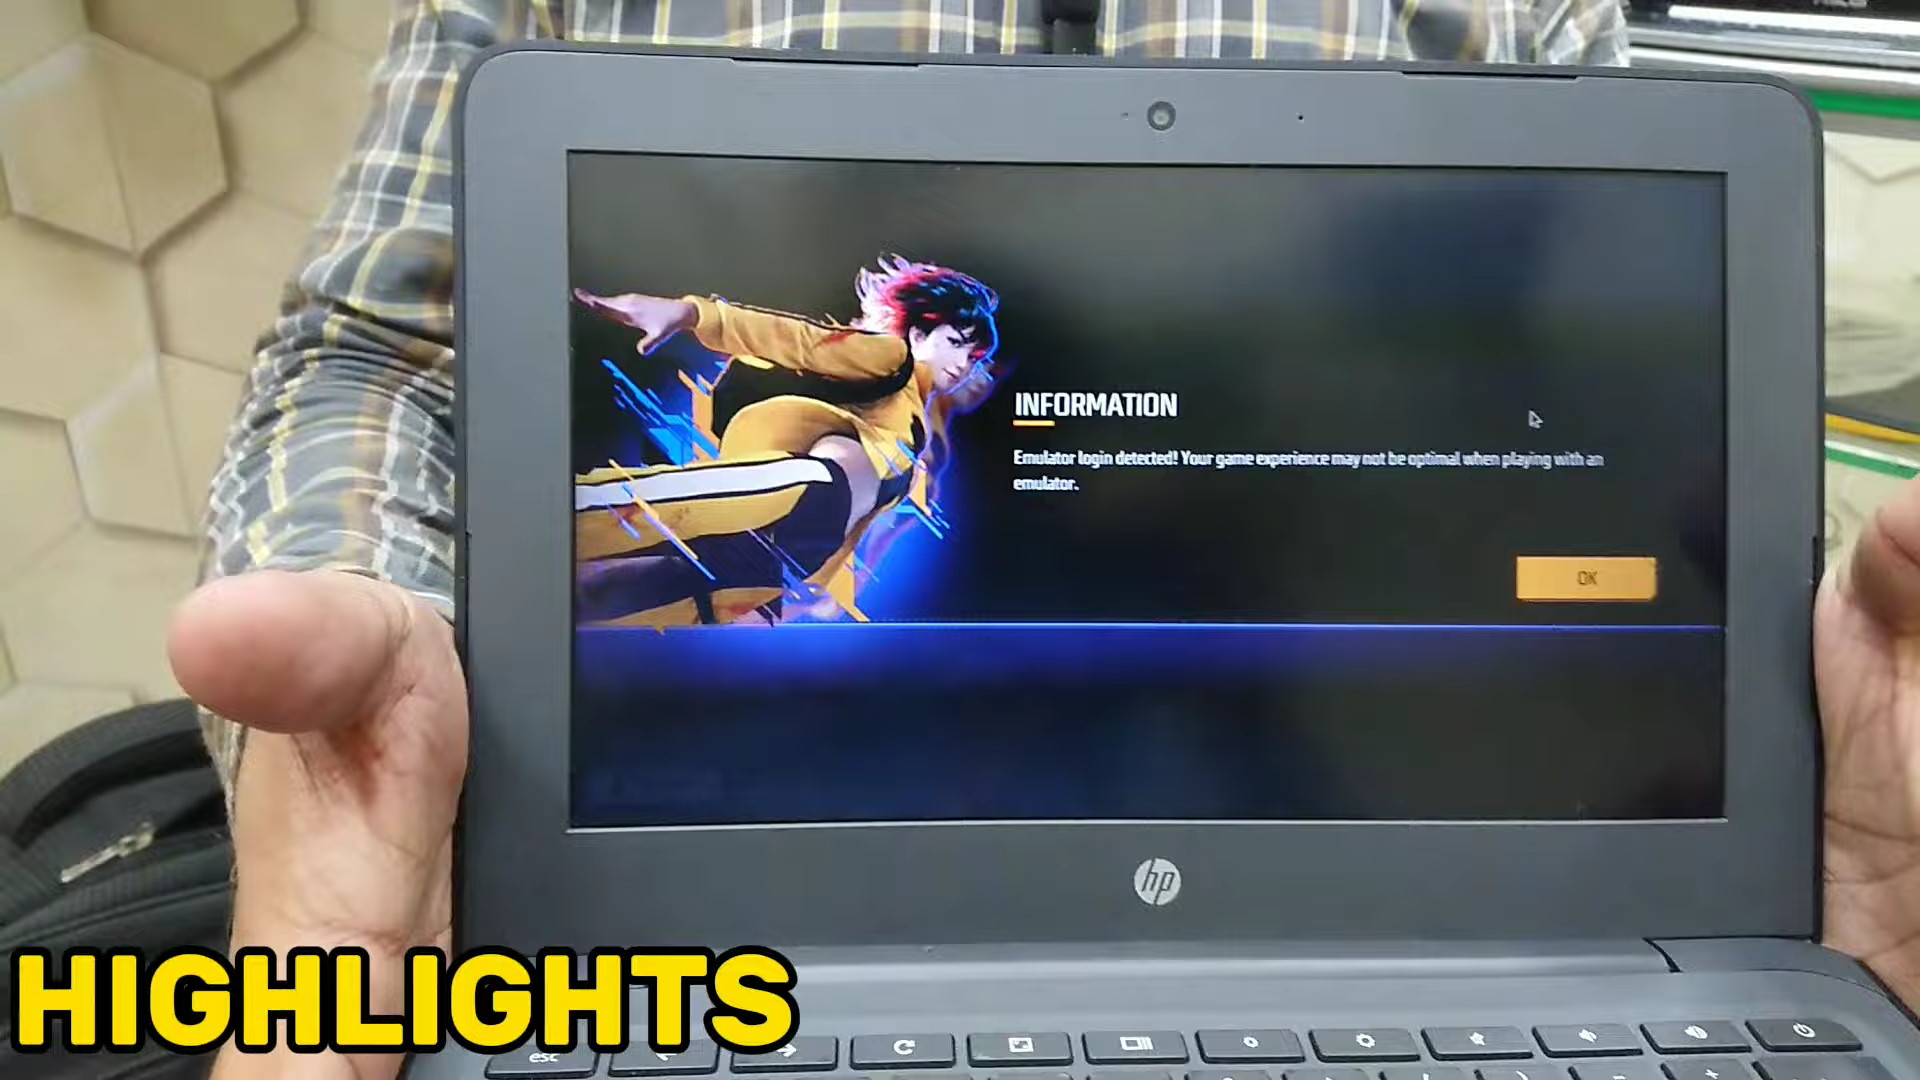 INFORMATION
Emulator login detected! Your game experience may not be optimal when playing with an
emulator.
OK
hp
HIGHLIGHTS
esc